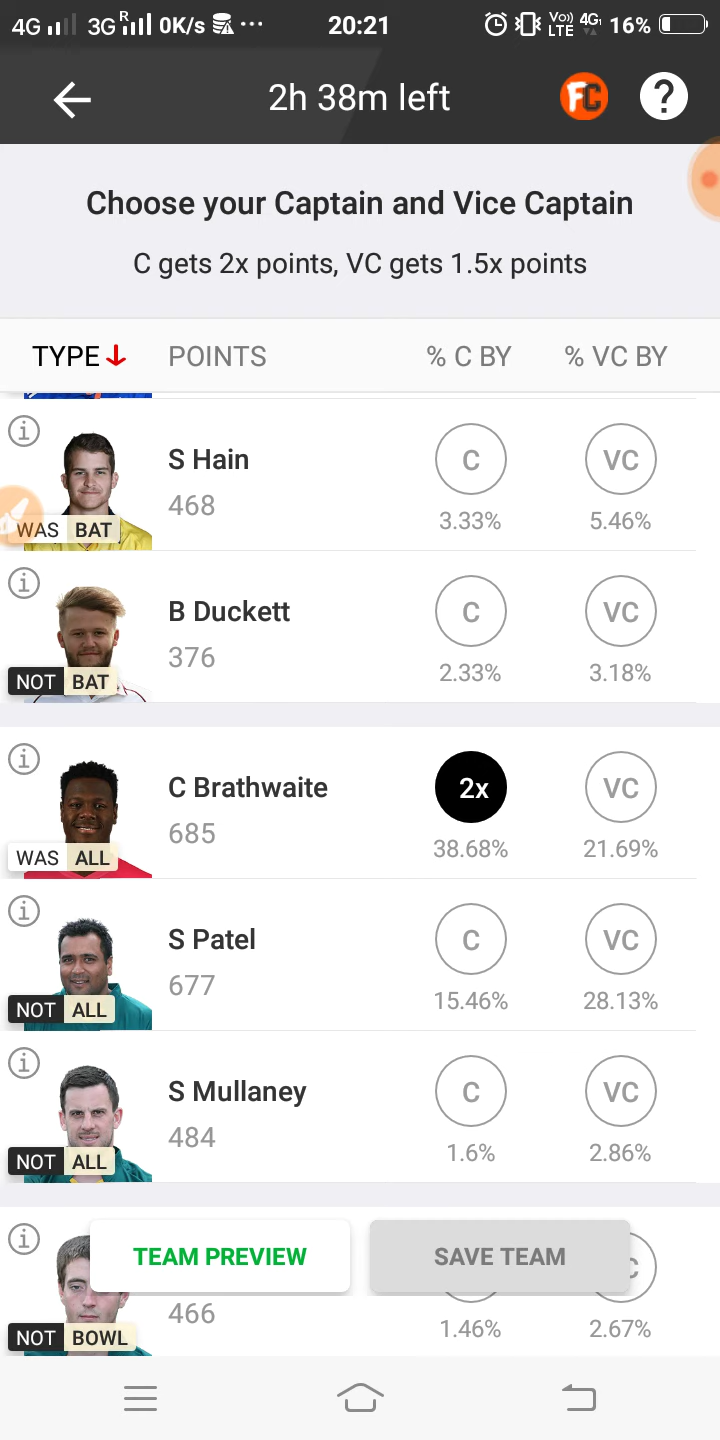 4G 3G R 0K/s ... 20:21 Vo)) LTE 4G 16%
2h 38m left FC ?
Choose your Captain and Vice Captain
C gets 2x points, VC gets 1.5x points
TYPE POINTS % C BY % VC BY
S Hain C VC
468 3.33% 5.46%
WAS BAT
B Duckett C VC
376 2.33% 3.18%
NOT BAT
C Brathwaite 2x VC
685 38.68% 21.69%
WAS ALL
S Patel C VC
677 15.46% 28.13%
NOT ALL
S Mullaney C VC
484 1.6% 2.86%
NOT ALL
TEAM PREVIEW SAVE TEAM C
466 1.46% 2.67%
NOT BOWL